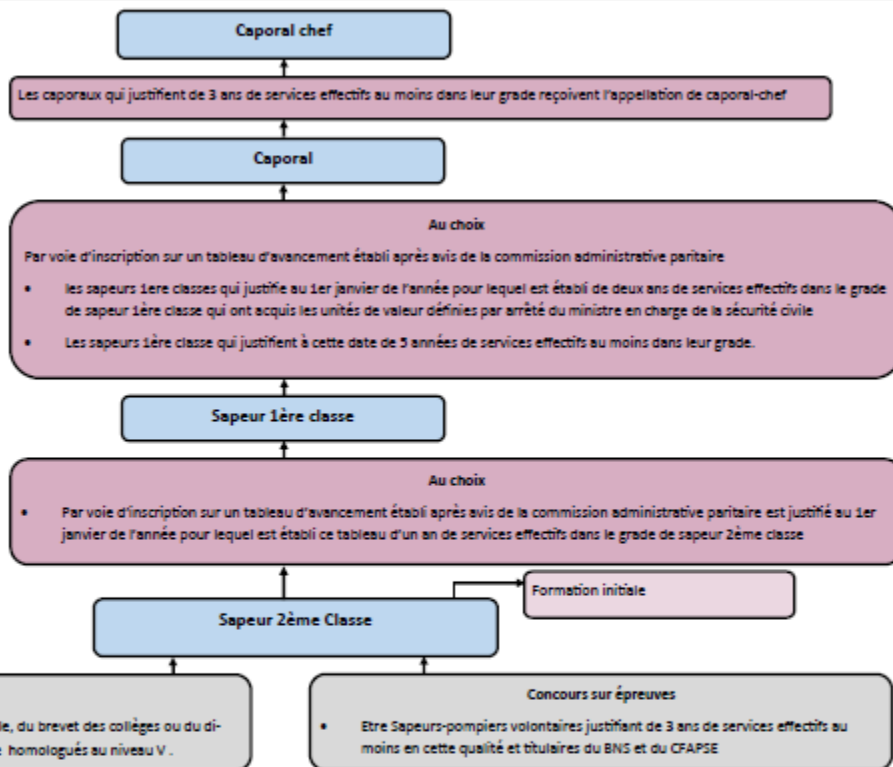 Caporal chef
Les caporaux qui justifient de 3 ans de services effectifs au moins dans leur grade reçoivent l'appellation de caporal-chef
Caporal
Au choix
Par voie d'inscription sur un tableau d'avancement établi après avis de la commission administrative paritaire
• les sapeurs 1ere classes qui justifie au 1er janvier de l'année pour lequel est établi de deux ans de services effectifs dans le grade
de sapeur 1ère classe qui ont acquis les unités de valeur définies par arrêté du ministre en charge de la sécurité civile
• Les sapeurs 1ère classe qui justifient à cette date de 5 années de services effectifs au moins dans leur grade.
Sapeur 1ère classe
Au choix
• Par voie d'inscription sur un tableau d'avancement établi après avis de la commission administrative paritaire est justifié au 1er
janvier de l'année pour lequel est établi ce tableau d'un an de services effectifs dans le grade de sapeur 2ème classe
Formation initiale
Sapeur 2ème Classe
le, du brevet des collèges ou du di-
homologués au niveau V .
Concours sur épreuves
• Etre Sapeurs-pompiers volontaires justifiant de 3 ans de services effectifs au
moins en cette qualité et titulaires du BNS et du CFAPSE